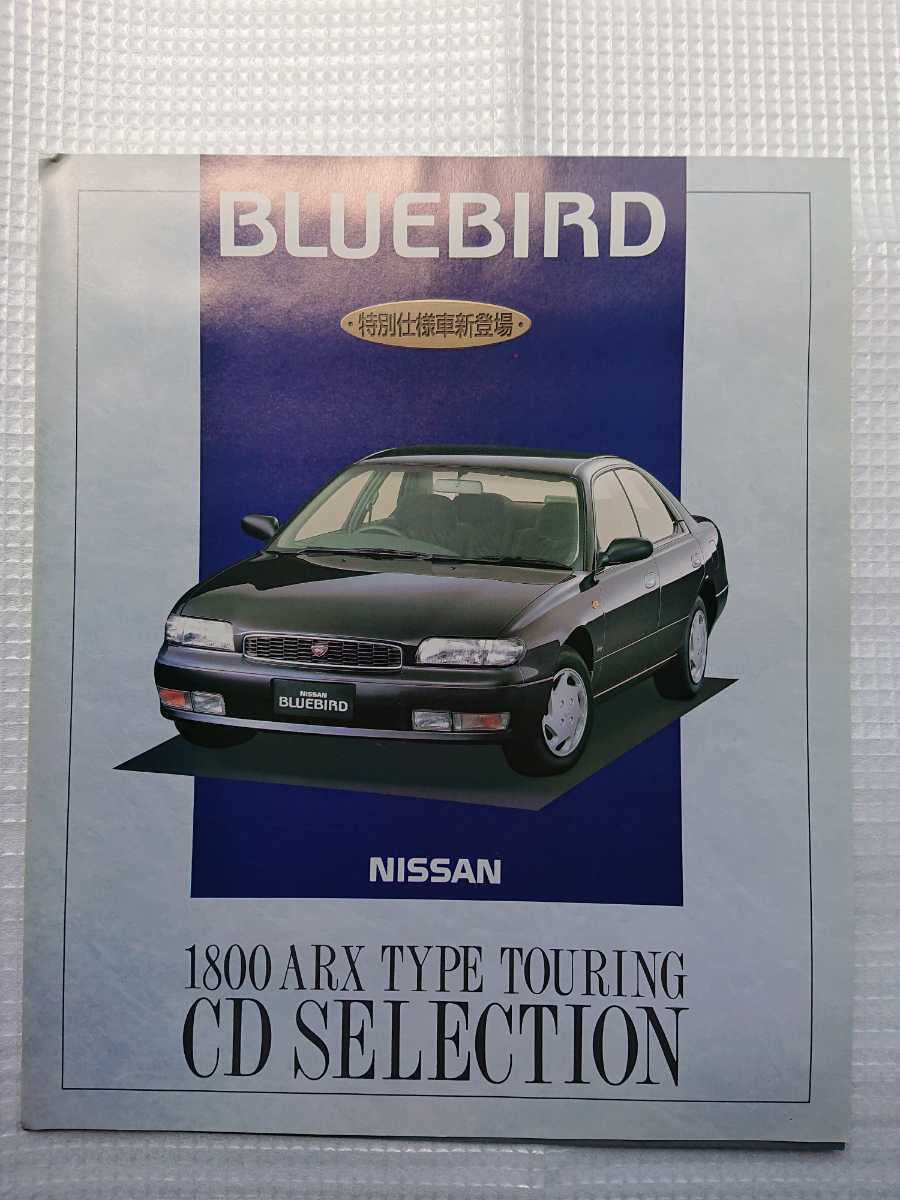 BLUEBIRD
・特別仕様車新登場・
NISSAN
BLUEBIRD
NISSAN
1800 ARX TYPE TOURING
CD SELECTION